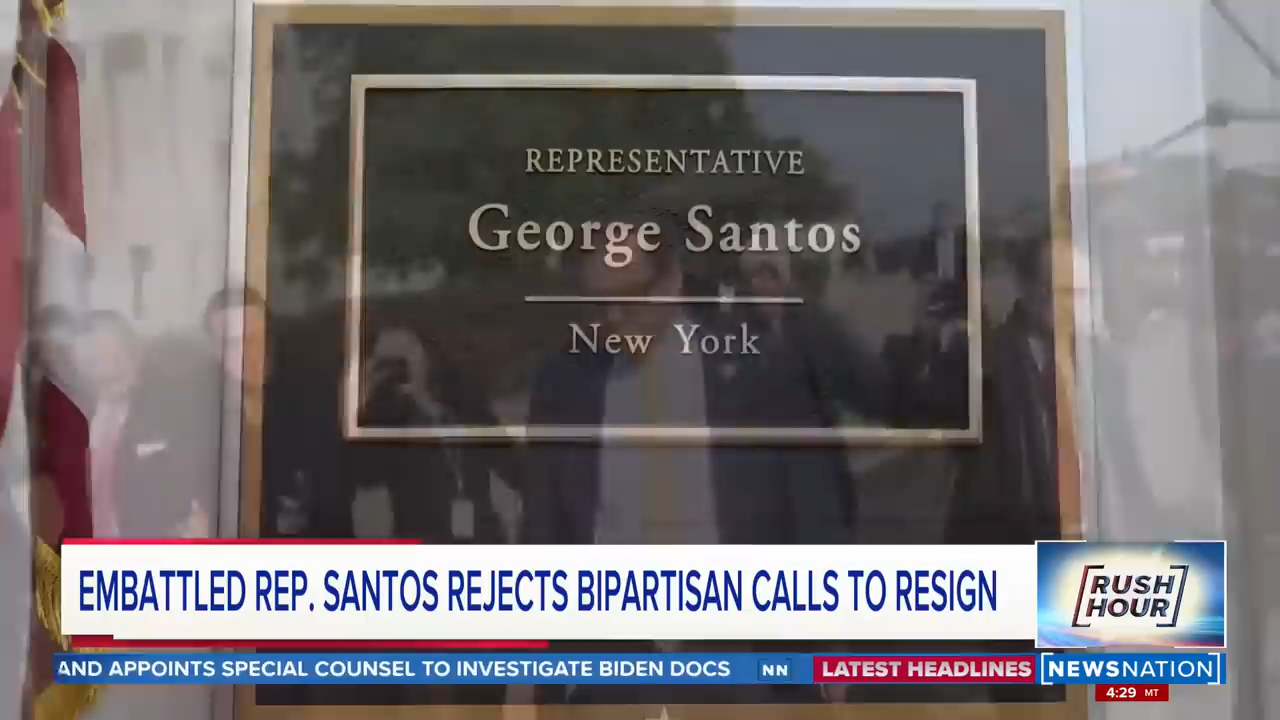 REPRESENTATIVE
George Santos
New York
EMBATTLED REP. SANTOS REJECTS BIPARTISAN CALLS TO RESIGN
[RUSH HOUR]
AND APPOINTS SPECIAL COUNSEL TO INVESTIGATE BIDEN DOCS NN LATEST HEADLINES
[NEWSNATION]
4:29 MT